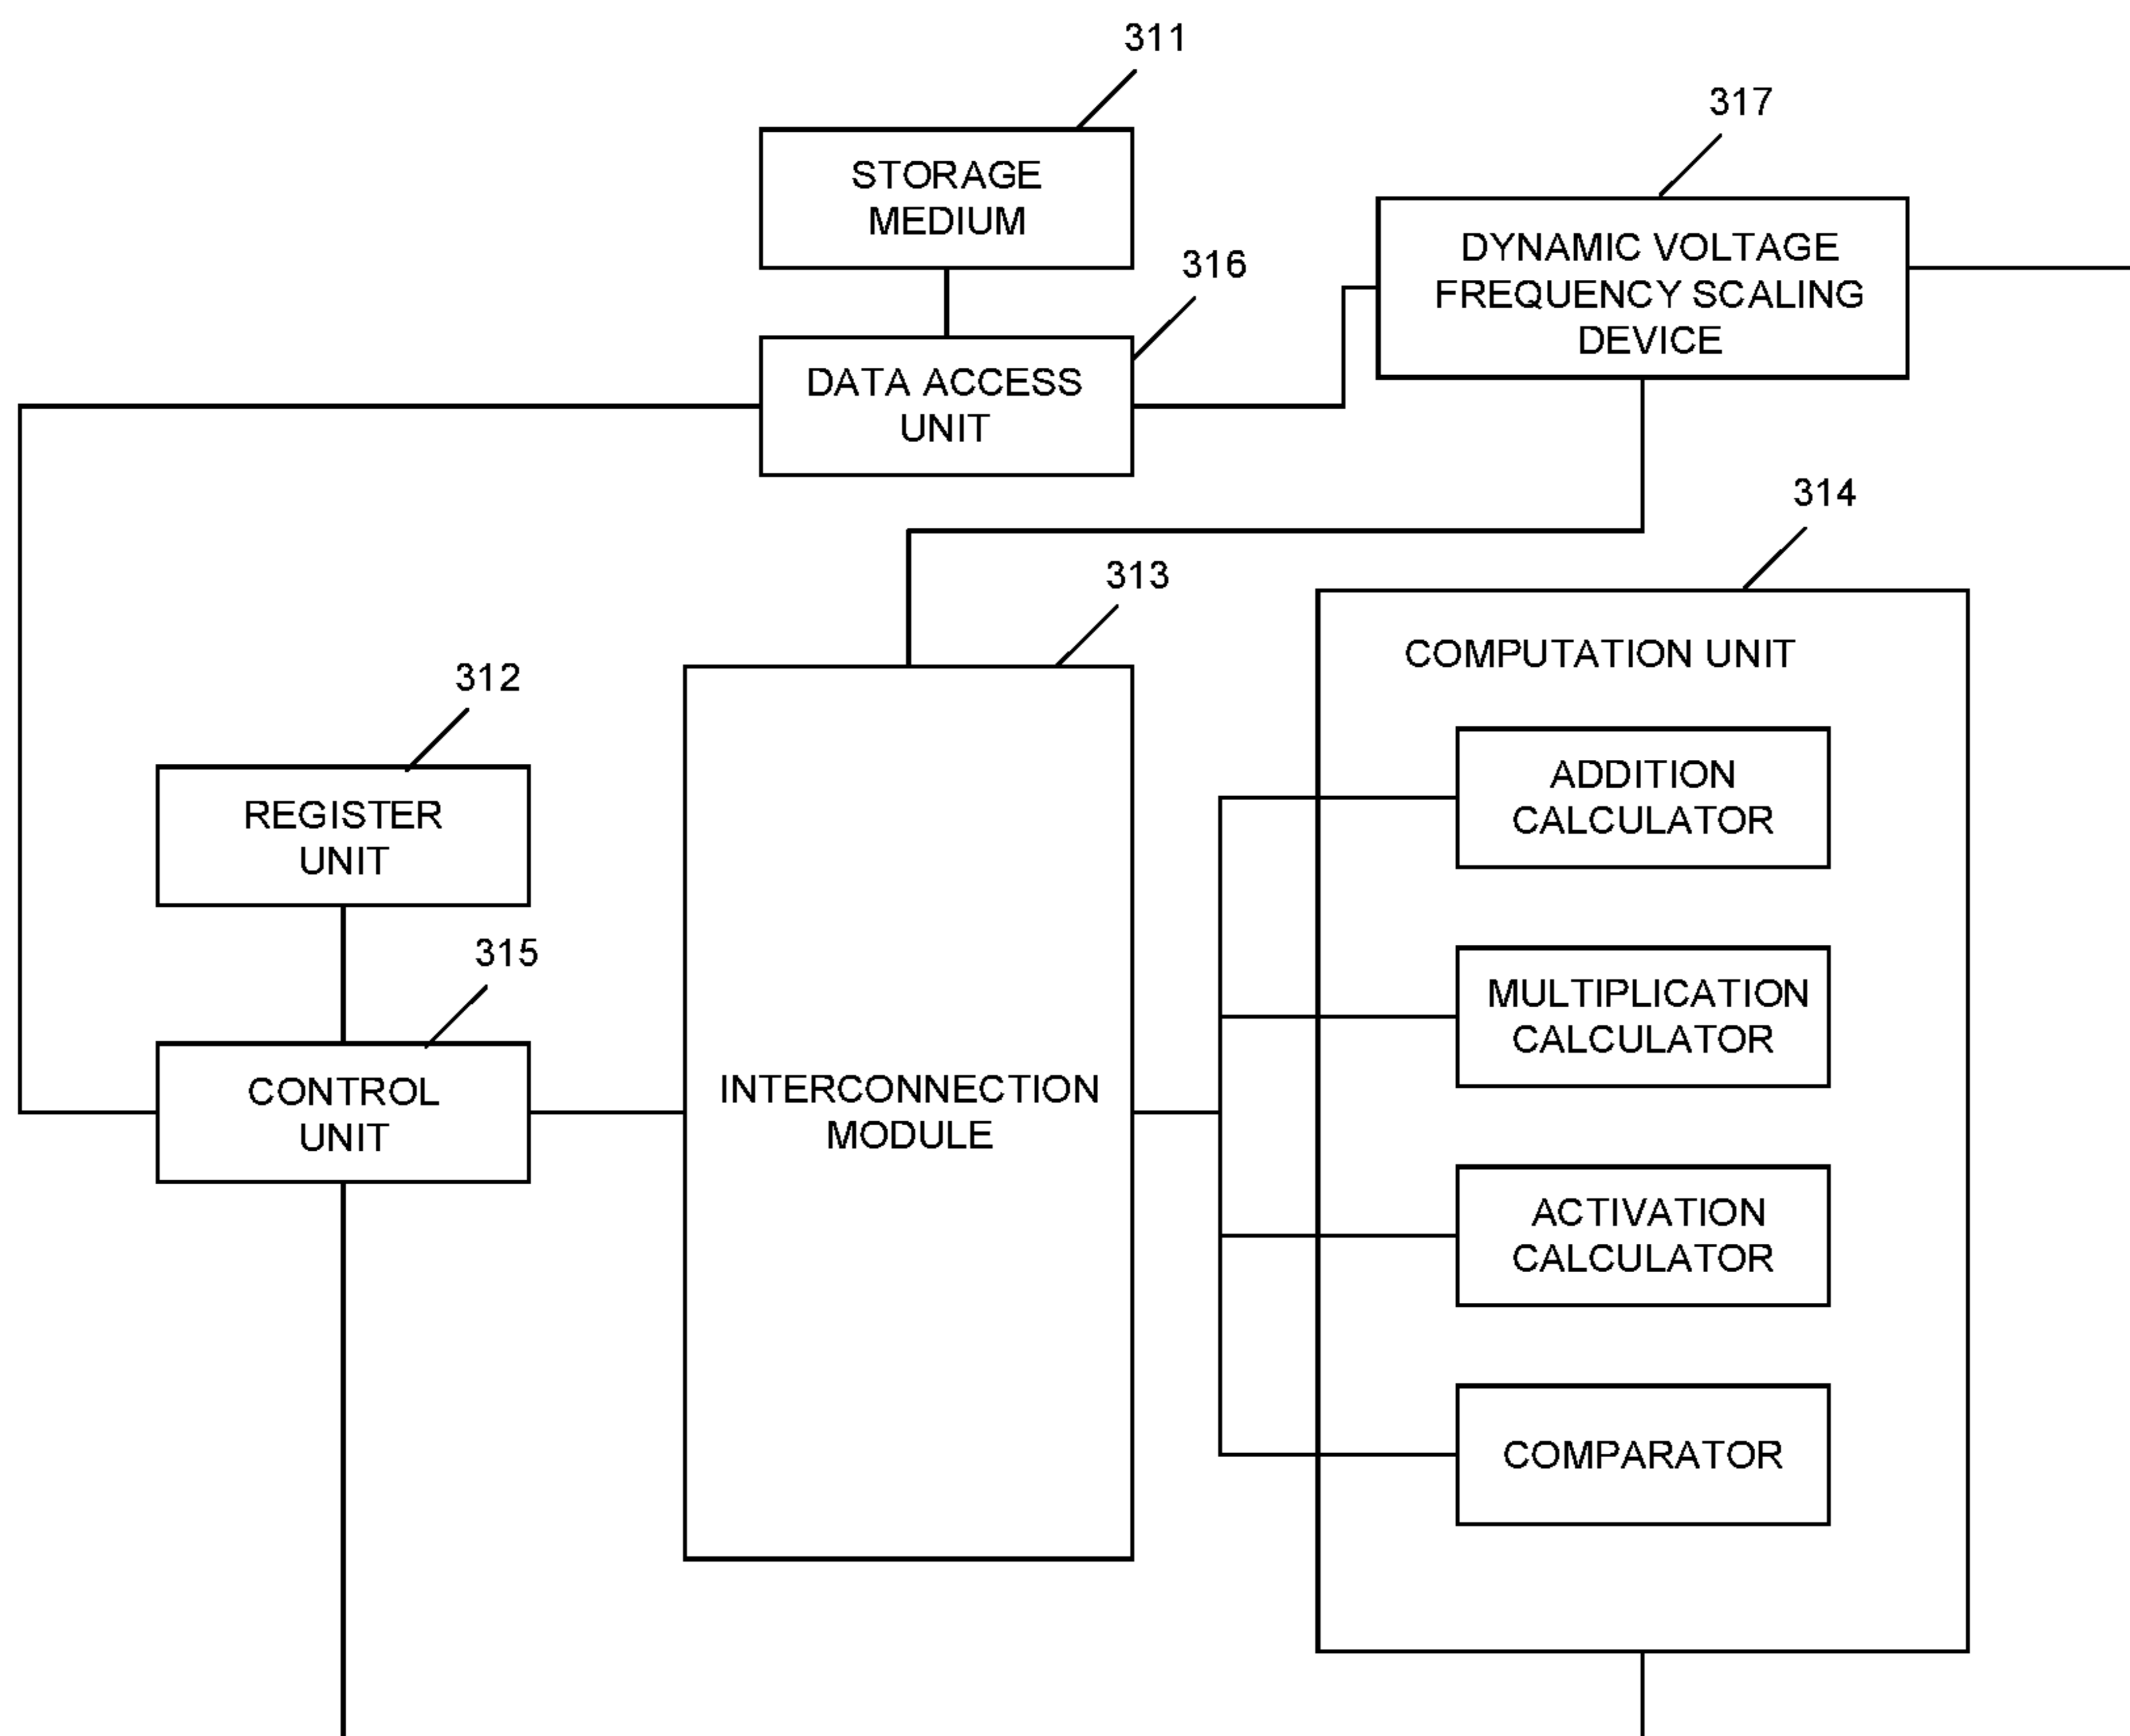 311
STORAGE
MEDIUM
317
DYNAMIC VOLTAGE
FREQUENCY SCALING
DEVICE
316
DATA ACCESS
UNIT
314
COMPUTATION UNIT
313
INTERCONNECTION
MODULE
312
REGISTER
UNIT
315
CONTROL
UNIT
ADDITION
CALCULATOR
MULTIPLICATION
CALCULATOR
ACTIVATION
CALCULATOR
COMPARATOR